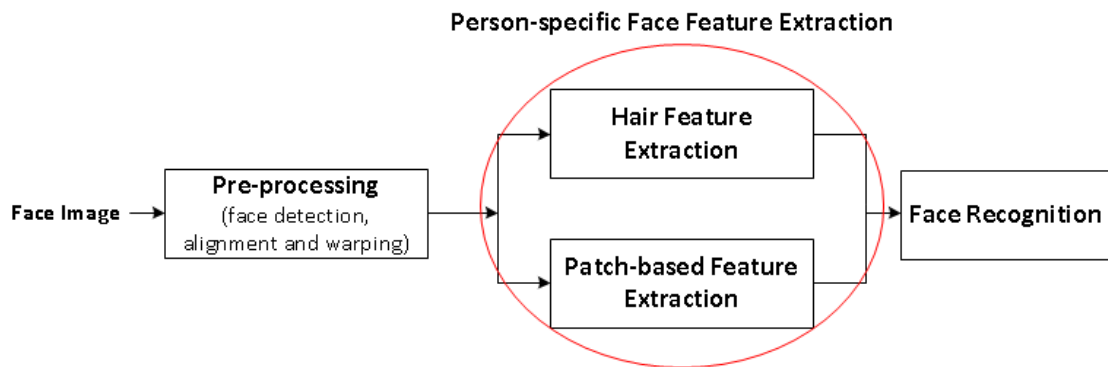 Person-specific Face Feature Extraction
Hair Feature
Extraction
Pre-processing
(face detection,
alignment and warping)
Face Image
Face Recognition
Patch-based Feature
Extraction